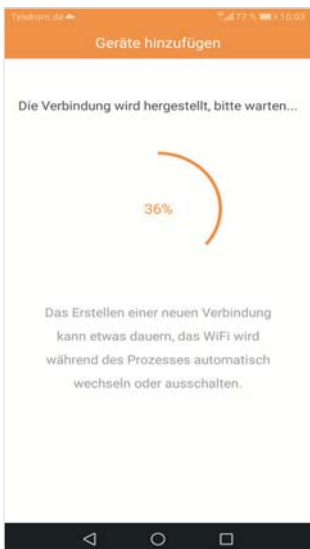 Telekom.de 77 % 10:03
Geräte hinzufügen
Die Verbindung wird hergestellt, bitte warten...
36%
Das Erstellen einer neuen Verbindung
kann etwas dauern, das WiFi wird
während des Prozesses automatisch
wechseln oder ausschalten.